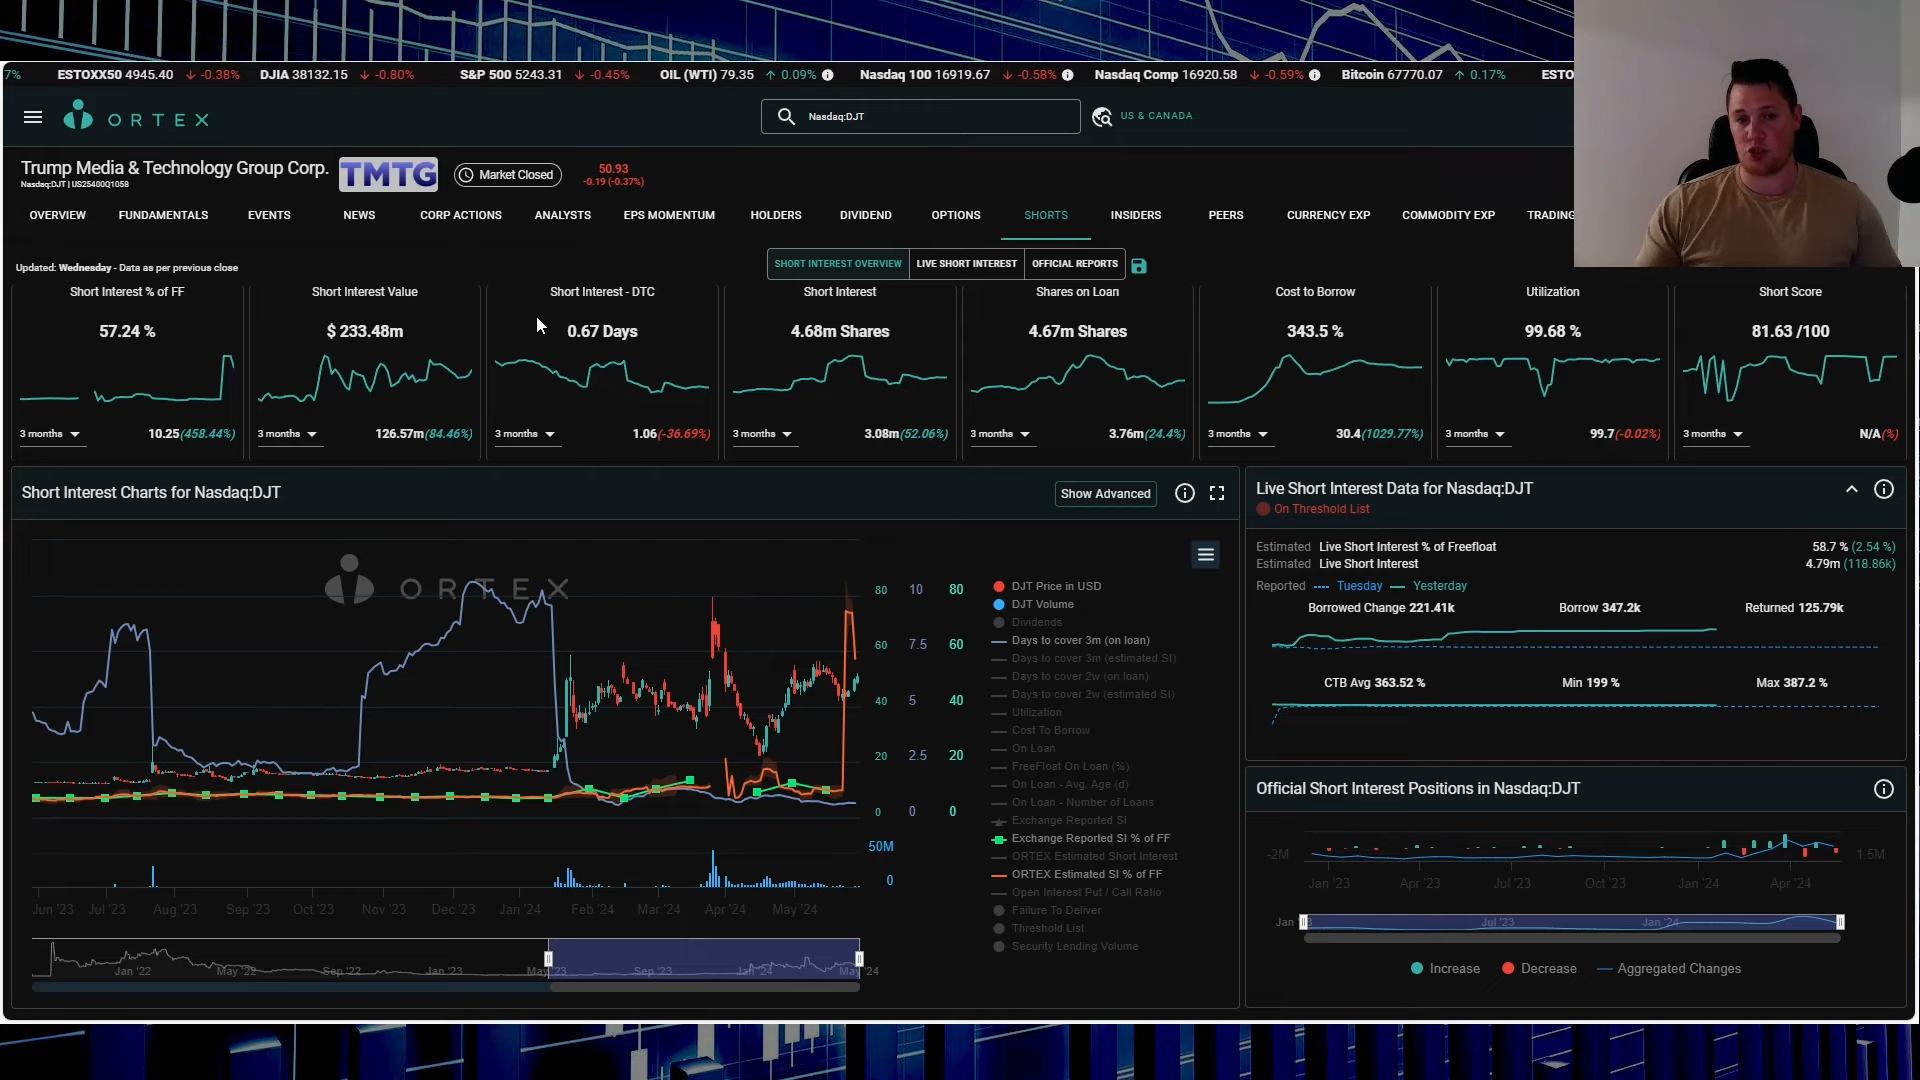 7% ESTOXX50 4945.40 ↓ -0.38% DJIA 38132.15 ↓ -0.80% S&P 500 5243.31 ↓ -0.45% OIL (WTI) 79.35 ↑ 0.09% Nasdaq 100 16919.67 ↓ -0.58% Nasdaq Comp 16920.58 ↓ -0.59% Bitcoin 67770.07 ↑ 0.17% ESTO
ORTEX
Nasdaq:DJT
US & CANADA
Trump Media & Technology Group Corp.
Nasdaq:DJT | US25400Q1058
TMTG
Market Closed
50.93
-0.19 (-0.37%)
OVERVIEW FUNDAMENTALS EVENTS NEWS CORP ACTIONS ANALYSTS EPS MOMENTUM HOLDERS DIVIDEND OPTIONS SHORTS INSIDERS PEERS CURRENCY EXP COMMODITY EXP TRADING
Updated: Wednesday - Data as per previous close
SHORT INTEREST OVERVIEW LIVE SHORT INTEREST OFFICIAL REPORTS
Short Interest % of FF Short Interest Value Short Interest - DTC Short Interest Shares on Loan Cost to Borrow Utilization Short Score
57.24 % $ 233.48m 0.67 Days 4.68m Shares 4.67m Shares 343.5 % 99.68 % 81.63 /100
3 months 10.25(458.44%) 3 months 126.57m(84.46%) 3 months 1.06(-36.69%) 3 months 3.08m(52.06%) 3 months 3.76m(24.4%) 3 months 30.4(1029.77%) 3 months 99.7(-0.02%) 3 months N/A(%)
Short Interest Charts for Nasdaq:DJT
Show Advanced
ORTEX
80 10 80
60 7.5 60
40 5 40
20 2.5 20
0 0 0
50M
0
Jun '23 Jul '23 Aug '23 Sep '23 Oct '23 Nov '23 Dec '23 Jan '24 Feb '24 Mar '24 Apr '24 May '24
Jan '22 May '22 Sep '22 Jan '23 May '23 Sep '23 Jan '24 May '24
DJT Price in USD
DJT Volume
Dividends
Days to cover 3m (on loan)
Days to cover 3m (estimated SI)
Days to cover 2w (on loan)
Days to cover 2w (estimated SI)
Utilization
Cost To Borrow
On Loan
FreeFloat On Loan (%)
On Loan - Avg. Age (d)
On Loan - Number of Loans
Exchange Reported SI
Exchange Reported SI % of FF
ORTEX Estimated Short Interest
ORTEX Estimated SI % of FF
Open Interest Put / Call Ratio
Failure To Deliver
Threshold List
Security Lending Volume
Live Short Interest Data for Nasdaq:DJT
On Threshold List
Estimated Live Short Interest % of Freefloat 58.7 % (2.54 %)
Estimated Live Short Interest 4.79m (118.86k)
Reported Tuesday Yesterday
Borrowed Change 221.41k Borrow 347.2k Returned 125.79k
CTB Avg 363.52 % Min 199 % Max 387.2 %
Official Short Interest Positions in Nasdaq:DJT
-2M 1.5M
Jan '23 Apr '23 Jul '23 Oct '23 Jan '24 Apr '24
Jan Jul '23 Jan '24
Increase Decrease Aggregated Changes